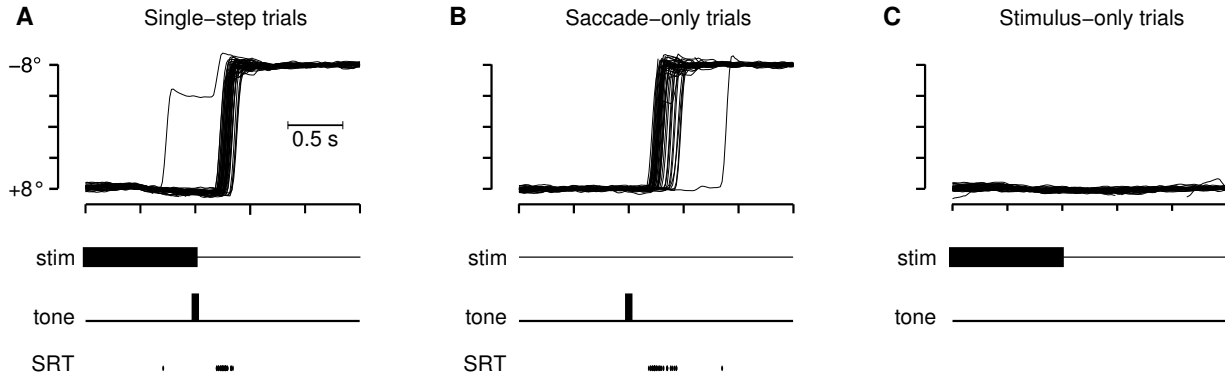 A Single−step trials
B Saccade−only trials
C Stimulus−only trials
−8°
0.5 s
+8°
stim
stim
stim
tone
tone
tone
SRT
SRT